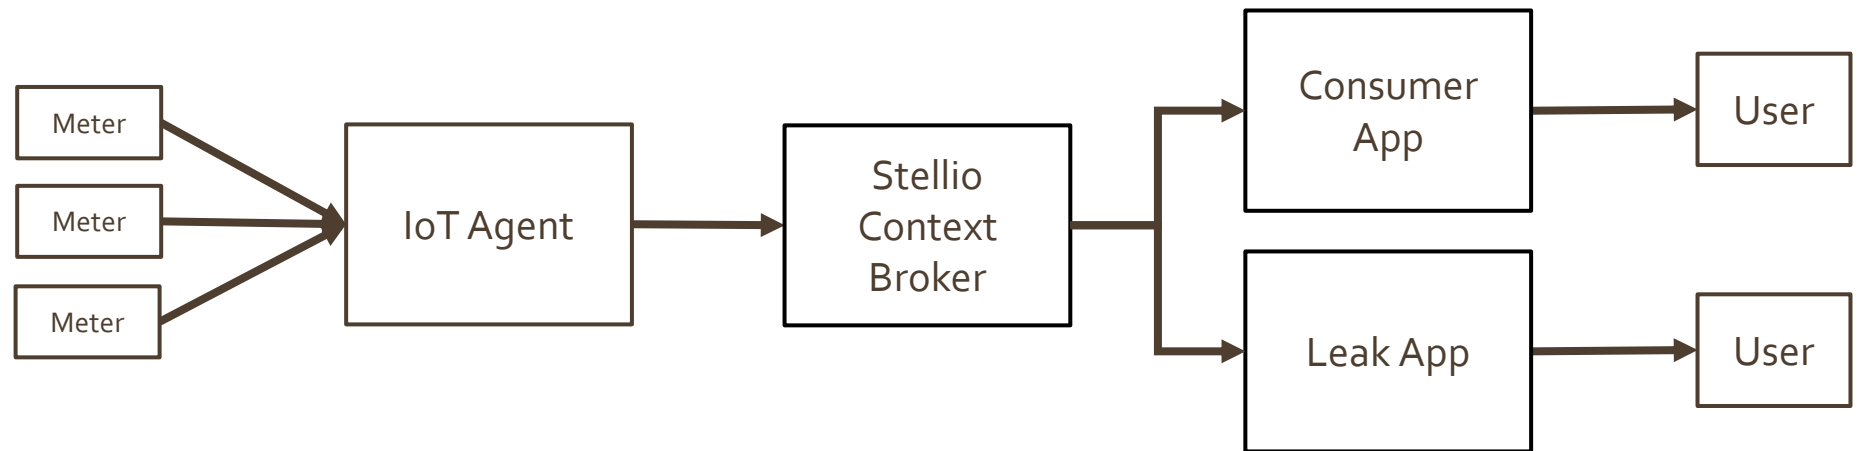 Meter
Meter
Meter
IoT Agent
Stellio
Context
Broker
Consumer
App
Leak App
User
User